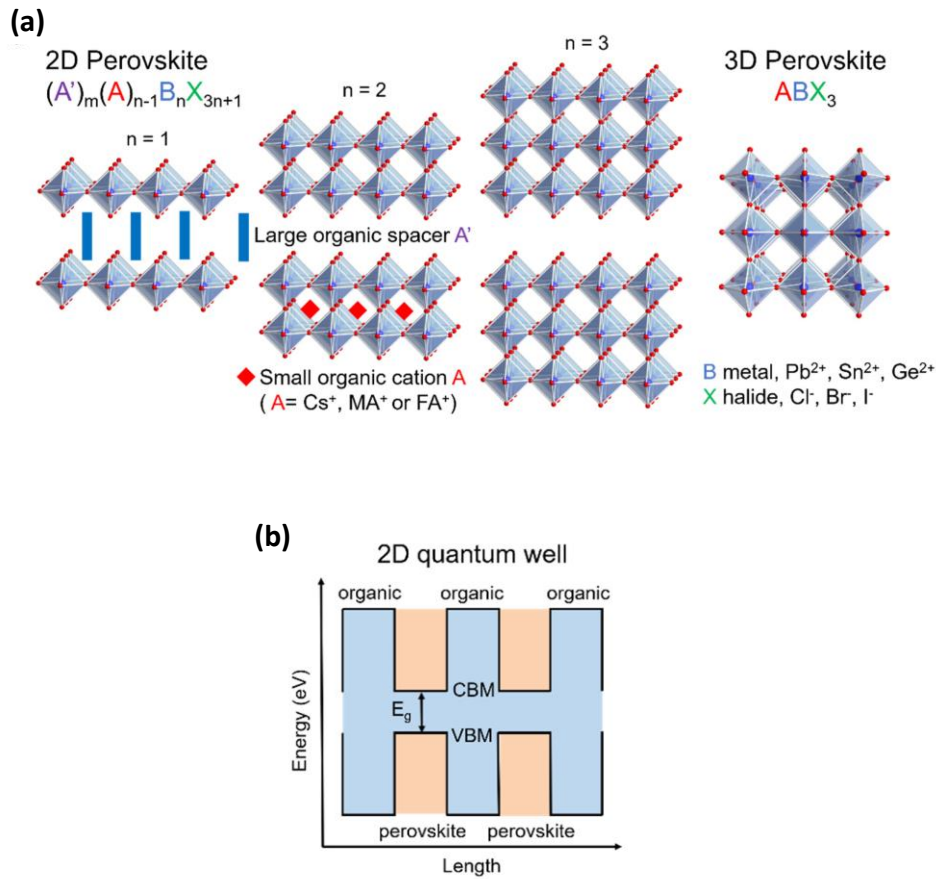 (a)
2D Perovskite
(A')ₘ(A)ₙ₋₁BₙX₃ₙ₊₁
n = 1
n = 2
n = 3
3D Perovskite
ABX₃
Large organic spacer A'
Small organic cation A
( A= Cs⁺, MA⁺ or FA⁺)
B metal, Pb²⁺, Sn²⁺, Ge²⁺
X halide, Cl⁻, Br⁻, I⁻
(b)
2D quantum well
organic organic organic
CBM
E_g
VBM
perovskite perovskite
Energy (eV)
Length